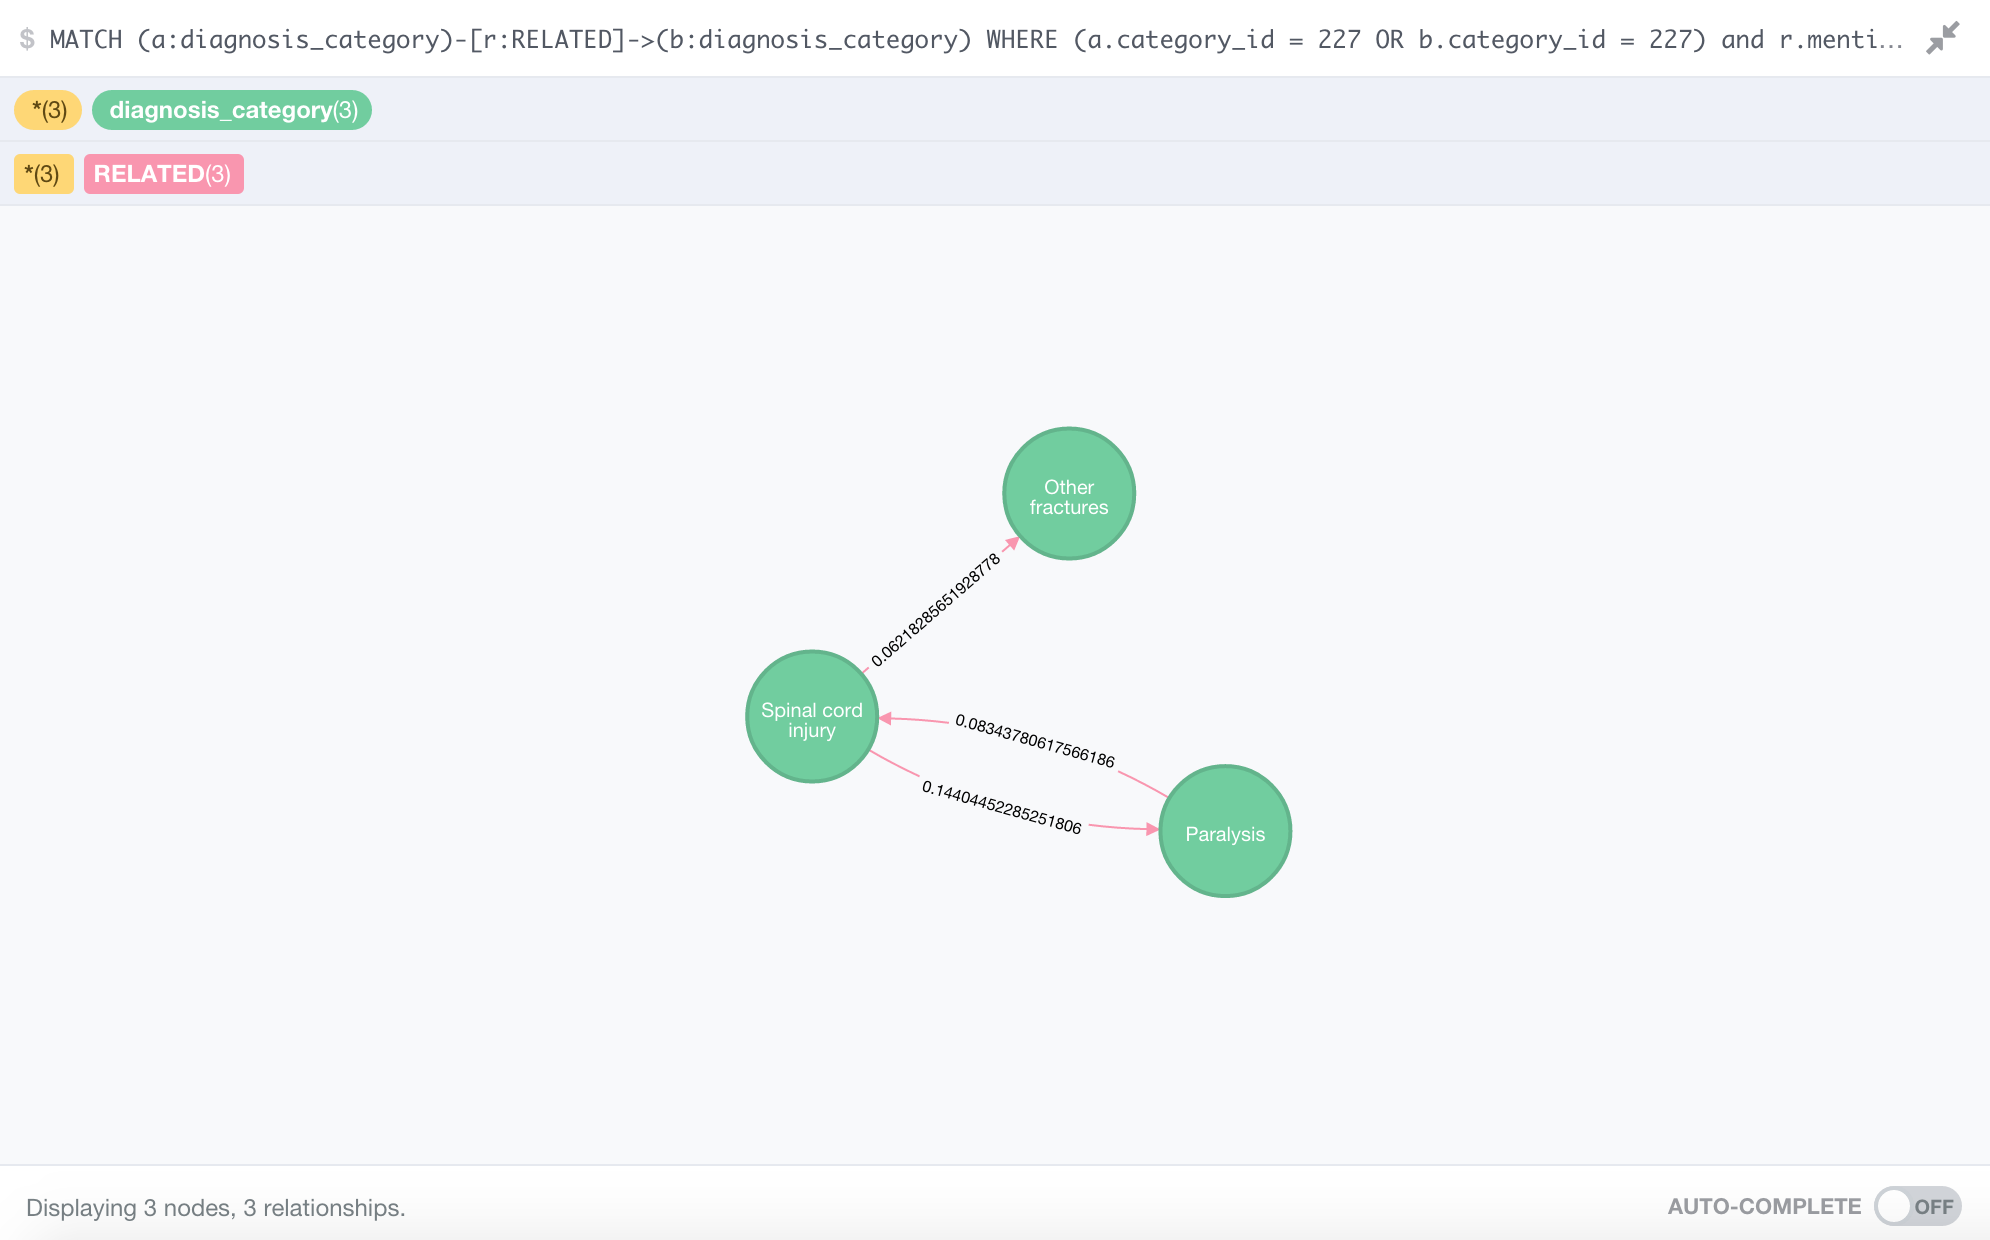 $ MATCH (a:diagnosis_category)-[r:RELATED]->(b:diagnosis_category) WHERE (a.category_id = 227 OR b.category_id = 227) and r.menti...
*(3) diagnosis_category(3)
*(3) RELATED(3)
Other
fractures
0.06218285651928778
Spinal cord
injury
0.08343780617566186
0.14404452285251806
Paralysis
Displaying 3 nodes, 3 relationships.
AUTO-COMPLETE OFF